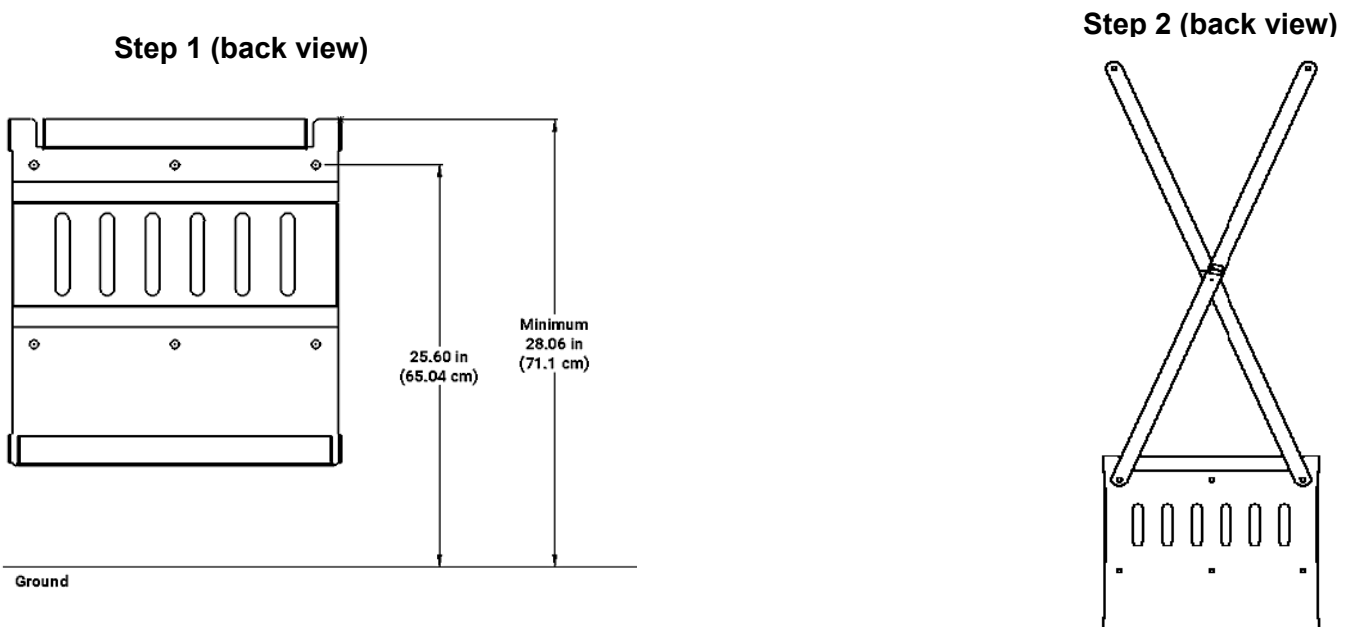 Step 1 (back view)
Step 2 (back view)
Minimum
28.06 in
(71.1 cm)
25.60 in
(65.04 cm)
Ground